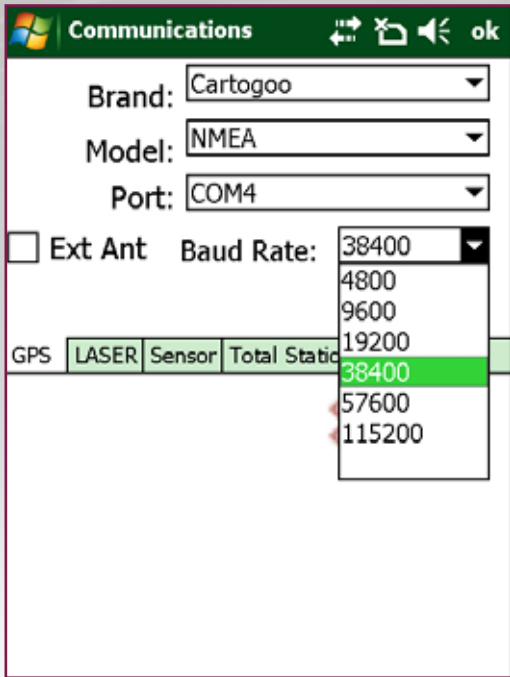 Communications ok
Brand: Cartogoo
Model: NMEA
Port: COM4
Ext Ant Baud Rate: 38400
4800
9600
19200
GPS LASER Sensor Total Static
38400
57600
115200